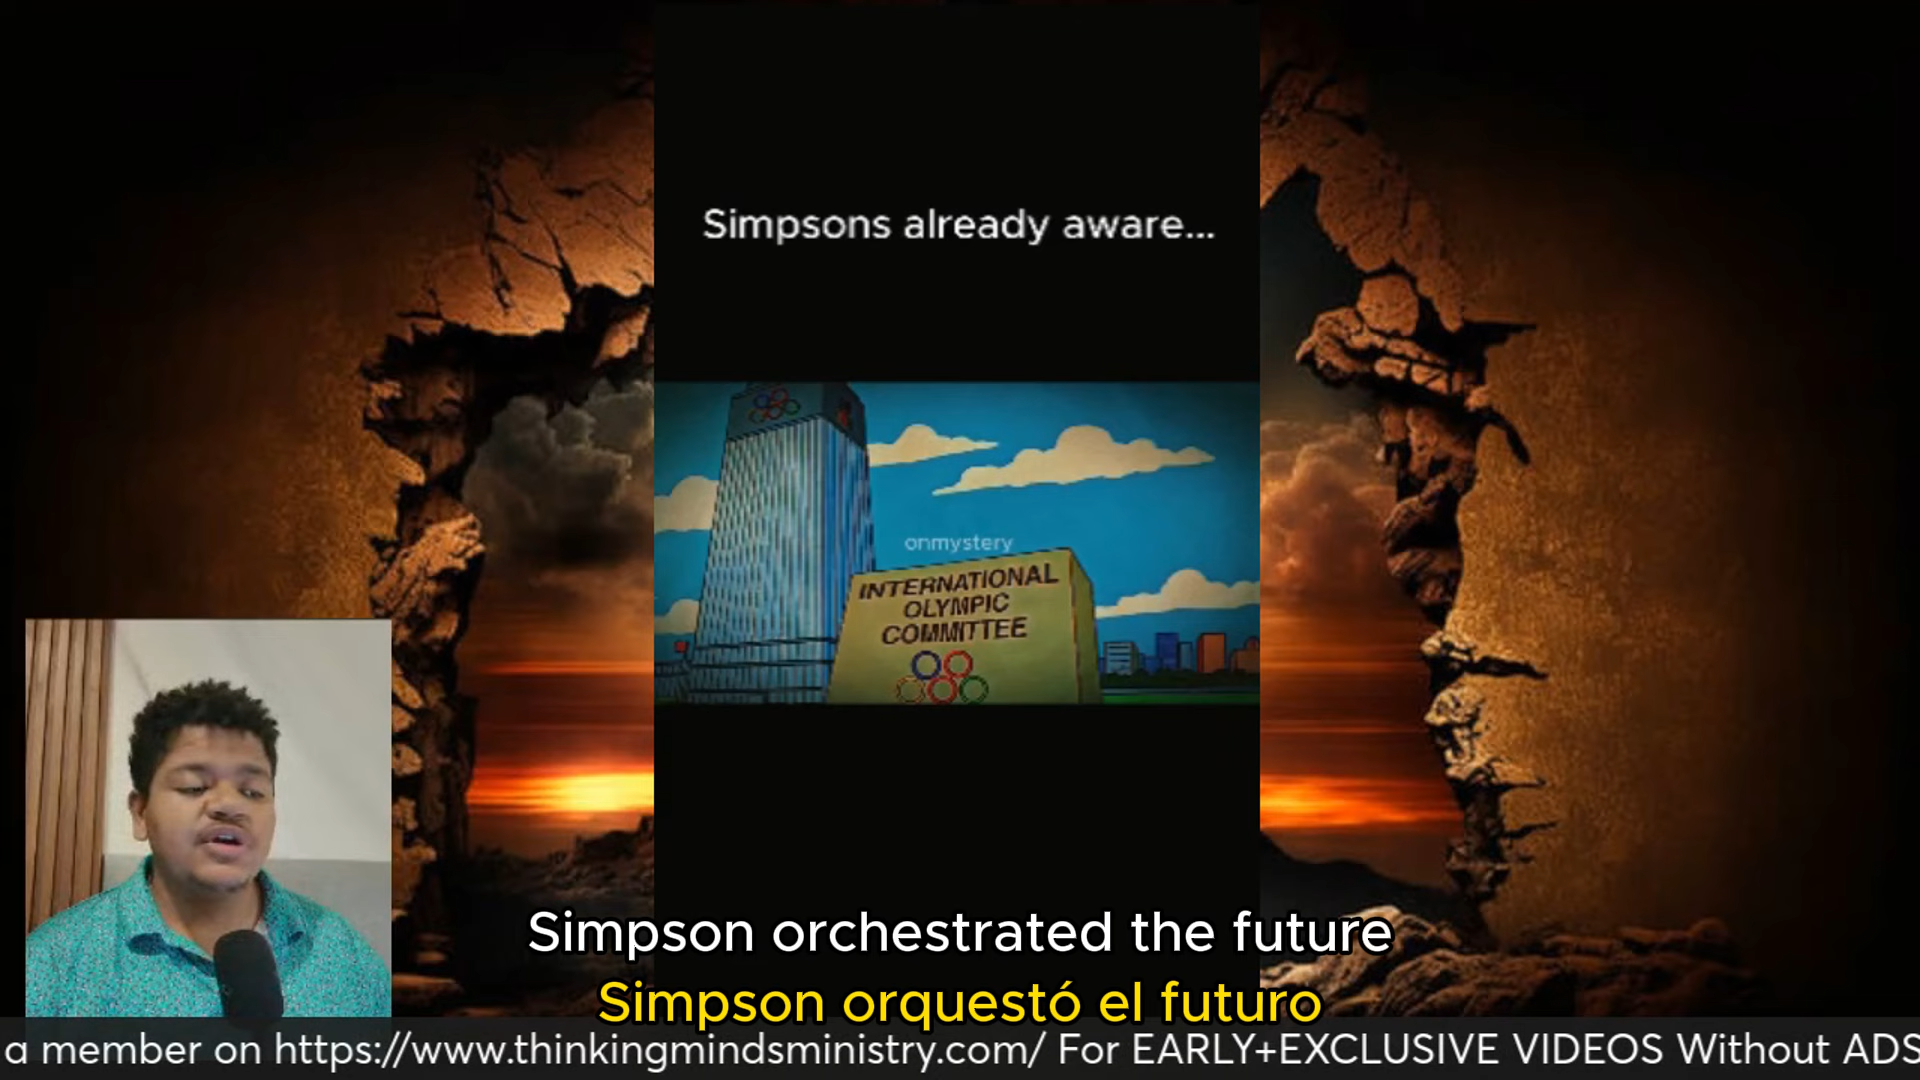 Simpsons already aware...
onmystery
INTERNATIONAL
OLYMPIC
COMMITTEE
Simpson orchestrated the future
Simpson orquestó el futuro
a member on https://www.thinkingmindsministry.com/ For EARLY+EXCLUSIVE VIDEOS Without ADS